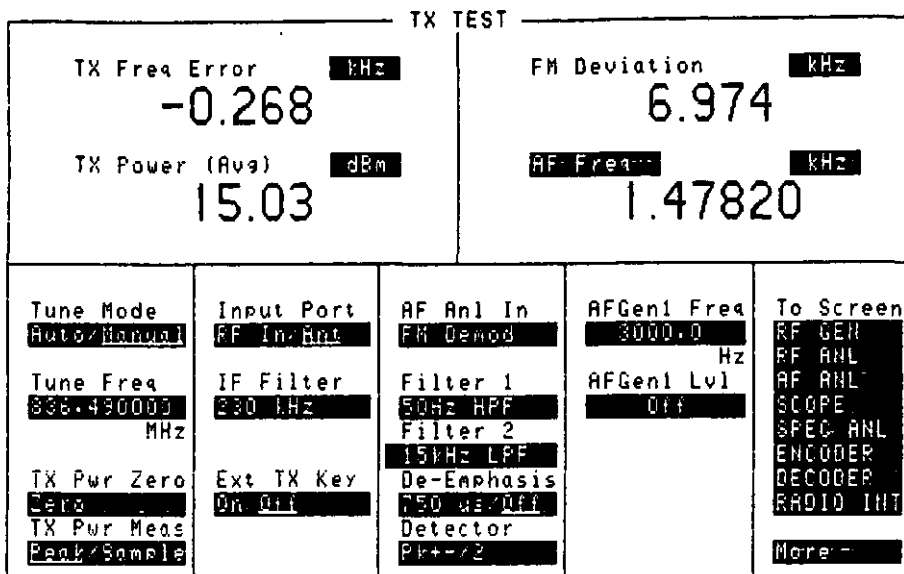 TX TEST
TX Freq Error kHz
-0.268
FM Deviation kHz
6.974
TX Power (Avg) dBm
15.03
AF Freq kHz
1.47820
Tune Mode
Auto/Manual
Tune Freq
836.490000
MHz
TX Pwr Zero
Zero
TX Pwr Meas
Peak/Sample
Input Port
RF In/Ant
IF Filter
230 kHz
Ext TX Key
On Off
AF Anl In
FM Demod
Filter 1
50Hz HPF
Filter 2
15kHz LPF
De-Emphasis
750 us/Off
Detector
Pk+-/2
AFGen1 Freq
3000.0
Hz
AFGen1 Lvl
Off
To Screen
RF GEN
RF ANL
AF ANL
SCOPE
SPEC ANL
ENCODER
DECODER
RADIO INT
More